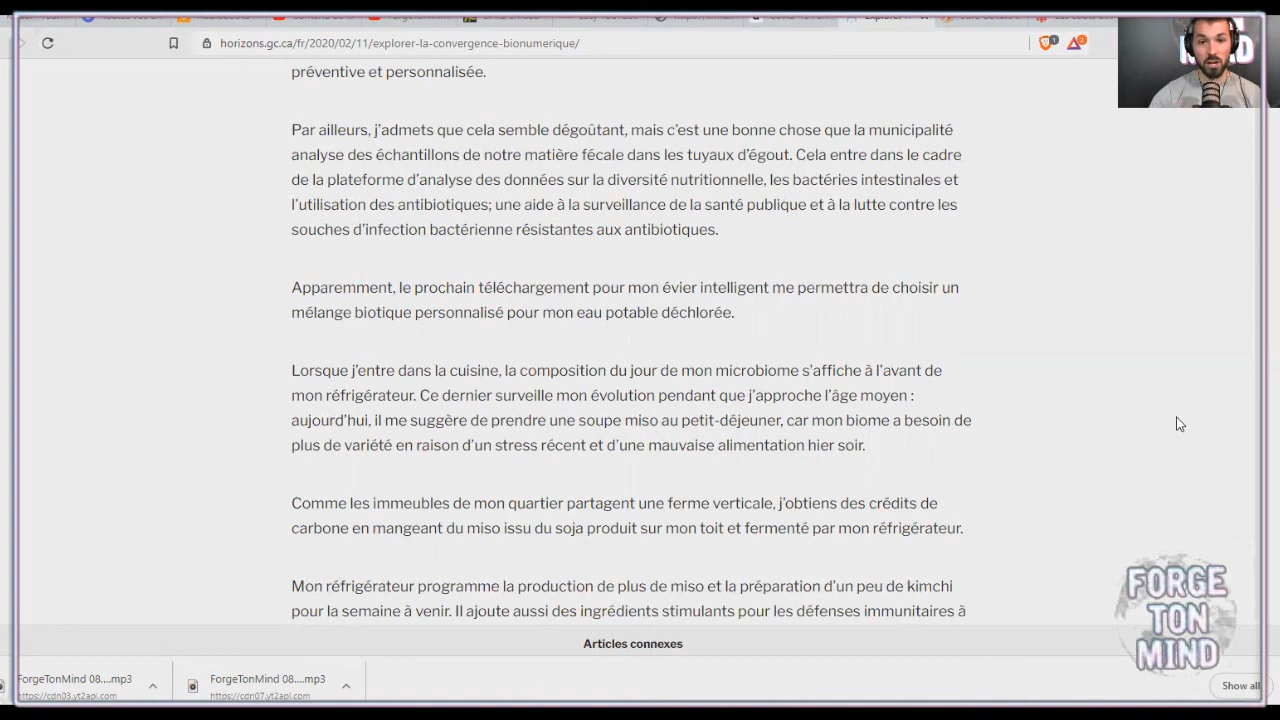 horizons.gc.ca/fr/2020/02/11/explorer-la-convergence-bionumerique/
1
2
MIND
préventive et personnalisée.
Par ailleurs, j'admets que cela semble dégoûtant, mais c'est une bonne chose que la municipalité
analyse des échantillons de notre matière fécale dans les tuyaux d'égout. Cela entre dans le cadre
de la plateforme d'analyse des données sur la diversité nutritionnelle, les bactéries intestinales et
l'utilisation des antibiotiques; une aide à la surveillance de la santé publique et à la lutte contre les
souches d'infection bactérienne résistantes aux antibiotiques.
Apparemment, le prochain téléchargement pour mon évier intelligent me permettra de choisir un
mélange biotique personnalisé pour mon eau potable déchlorée.
Lorsque j'entre dans la cuisine, la composition du jour de mon microbiome s'affiche à l'avant de
mon réfrigérateur. Ce dernier surveille mon évolution pendant que j'approche l'âge moyen :
aujourd'hui, il me suggère de prendre une soupe miso au petit-déjeuner, car mon biome a besoin de
plus de variété en raison d'un stress récent et d'une mauvaise alimentation hier soir.
Comme les immeubles de mon quartier partagent une ferme verticale, j'obtiens des crédits de
carbone en mangeant du miso issu du soja produit sur mon toit et fermenté par mon réfrigérateur.
Mon réfrigérateur programme la production de plus de miso et la préparation d'un peu de kimchi
pour la semaine à venir. Il ajoute aussi des ingrédients stimulants pour les défenses immunitaires à
FORGE
TON
MIND
Articles connexes
ForgeTonMind 08....mp3
https://cdn03.yt2api.com
ForgeTonMind 08....mp3
https://cdn07.yt2api.com
Show all